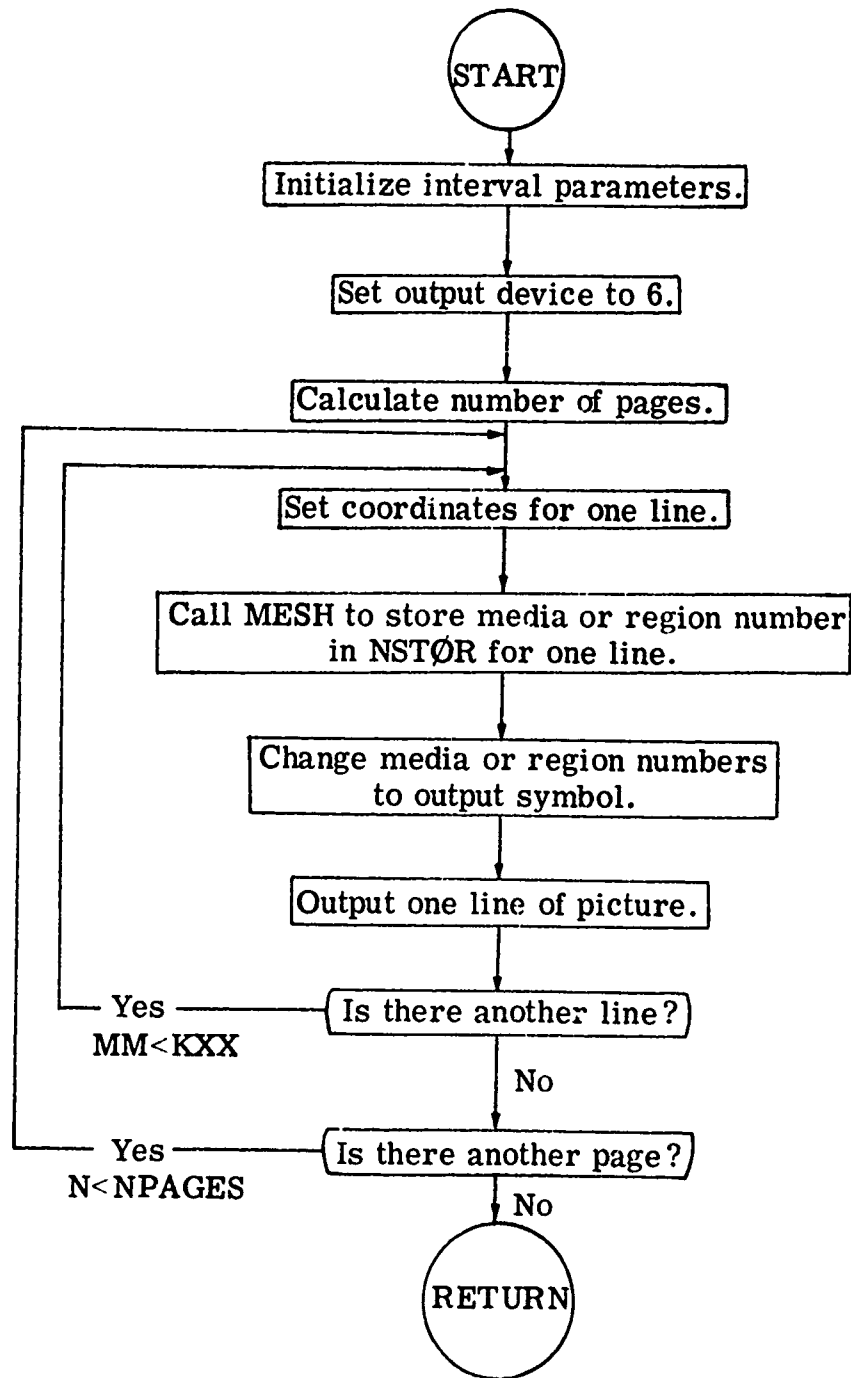 START
Initialize interval parameters.
Set output device to 6.
Calculate number of pages.
Set coordinates for one line.
Call MESH to store media or region number
in NSTØR for one line.
Change media or region numbers
to output symbol.
Output one line of picture.
Is there another line?
Yes
MM<KXX
No
Is there another page?
Yes
N<NPAGES
No
RETURN